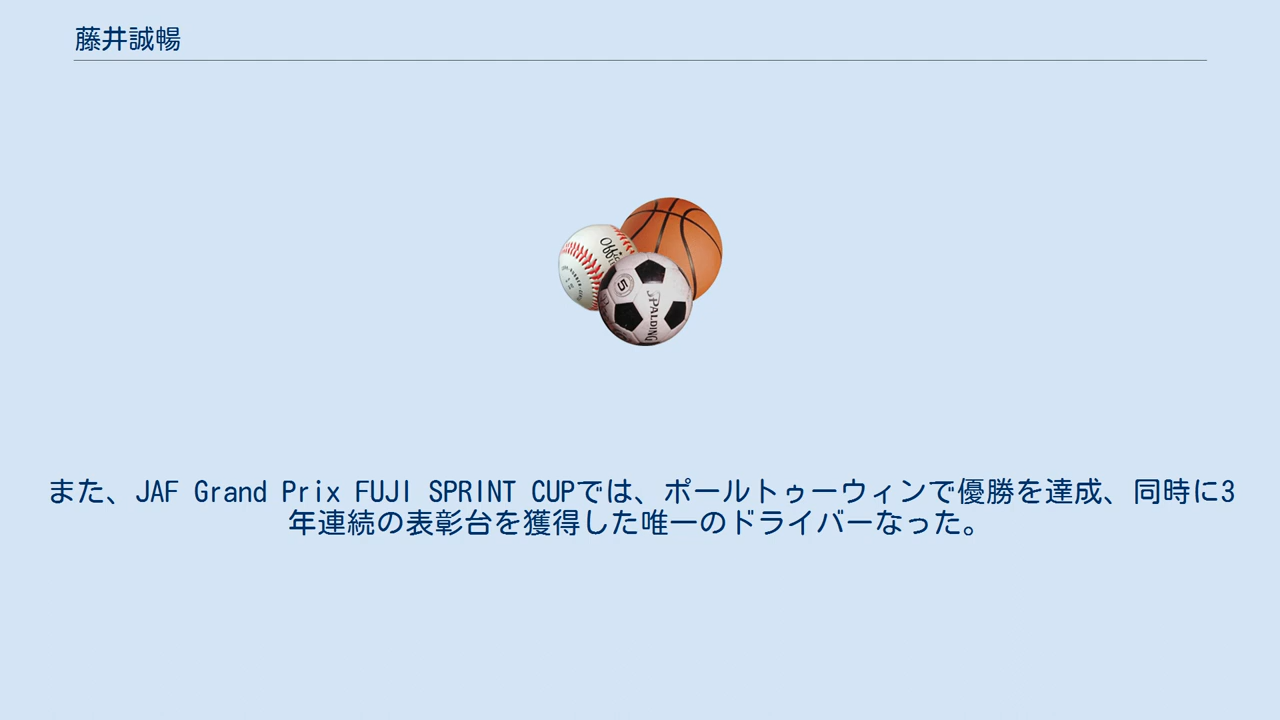 藤井誠暢
Offi
5
SPALDING
また、JAF Grand Prix FUJI SPRINT CUPでは、ポールトゥーウィンで優勝を達成、同時に3
年連続の表彰台を獲得した唯一のドライバーなった。